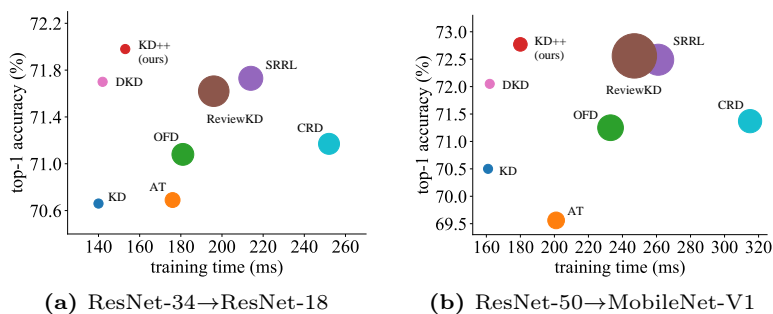 72.2
71.8
71.4
71.0
70.6
top-1 accuracy (%)
KD++
(ours)
DKD
SRRL
ReviewKD
OFD
CRD
AT
KD
140 160 180 200 220 240 260
training time (ms)
(a) ResNet-34→ResNet-18
73.0
72.5
72.0
71.5
71.0
70.5
70.0
69.5
top-1 accuracy (%)
KD++
(ours)
SRRL
DKD
ReviewKD
OFD
CRD
KD
AT
160 180 200 220 240 260 280 300 320
training time (ms)
(b) ResNet-50→MobileNet-V1